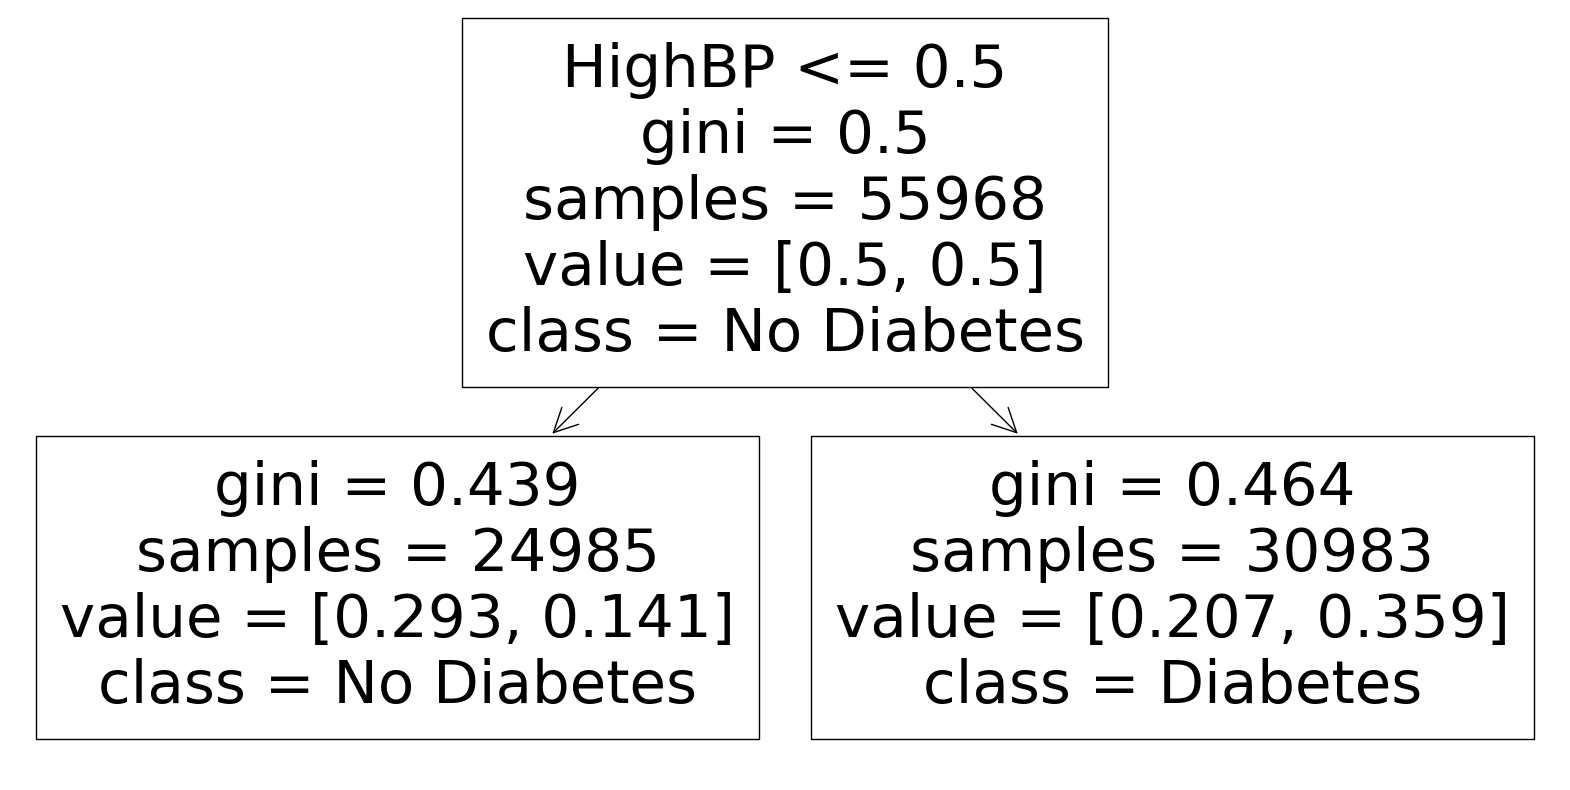 HighBP <= 0.5
gini = 0.5
samples = 55968
value = [0.5, 0.5]
class = No Diabetes
gini = 0.439
samples = 24985
value = [0.293, 0.141]
class = No Diabetes
gini = 0.464
samples = 30983
value = [0.207, 0.359]
class = Diabetes